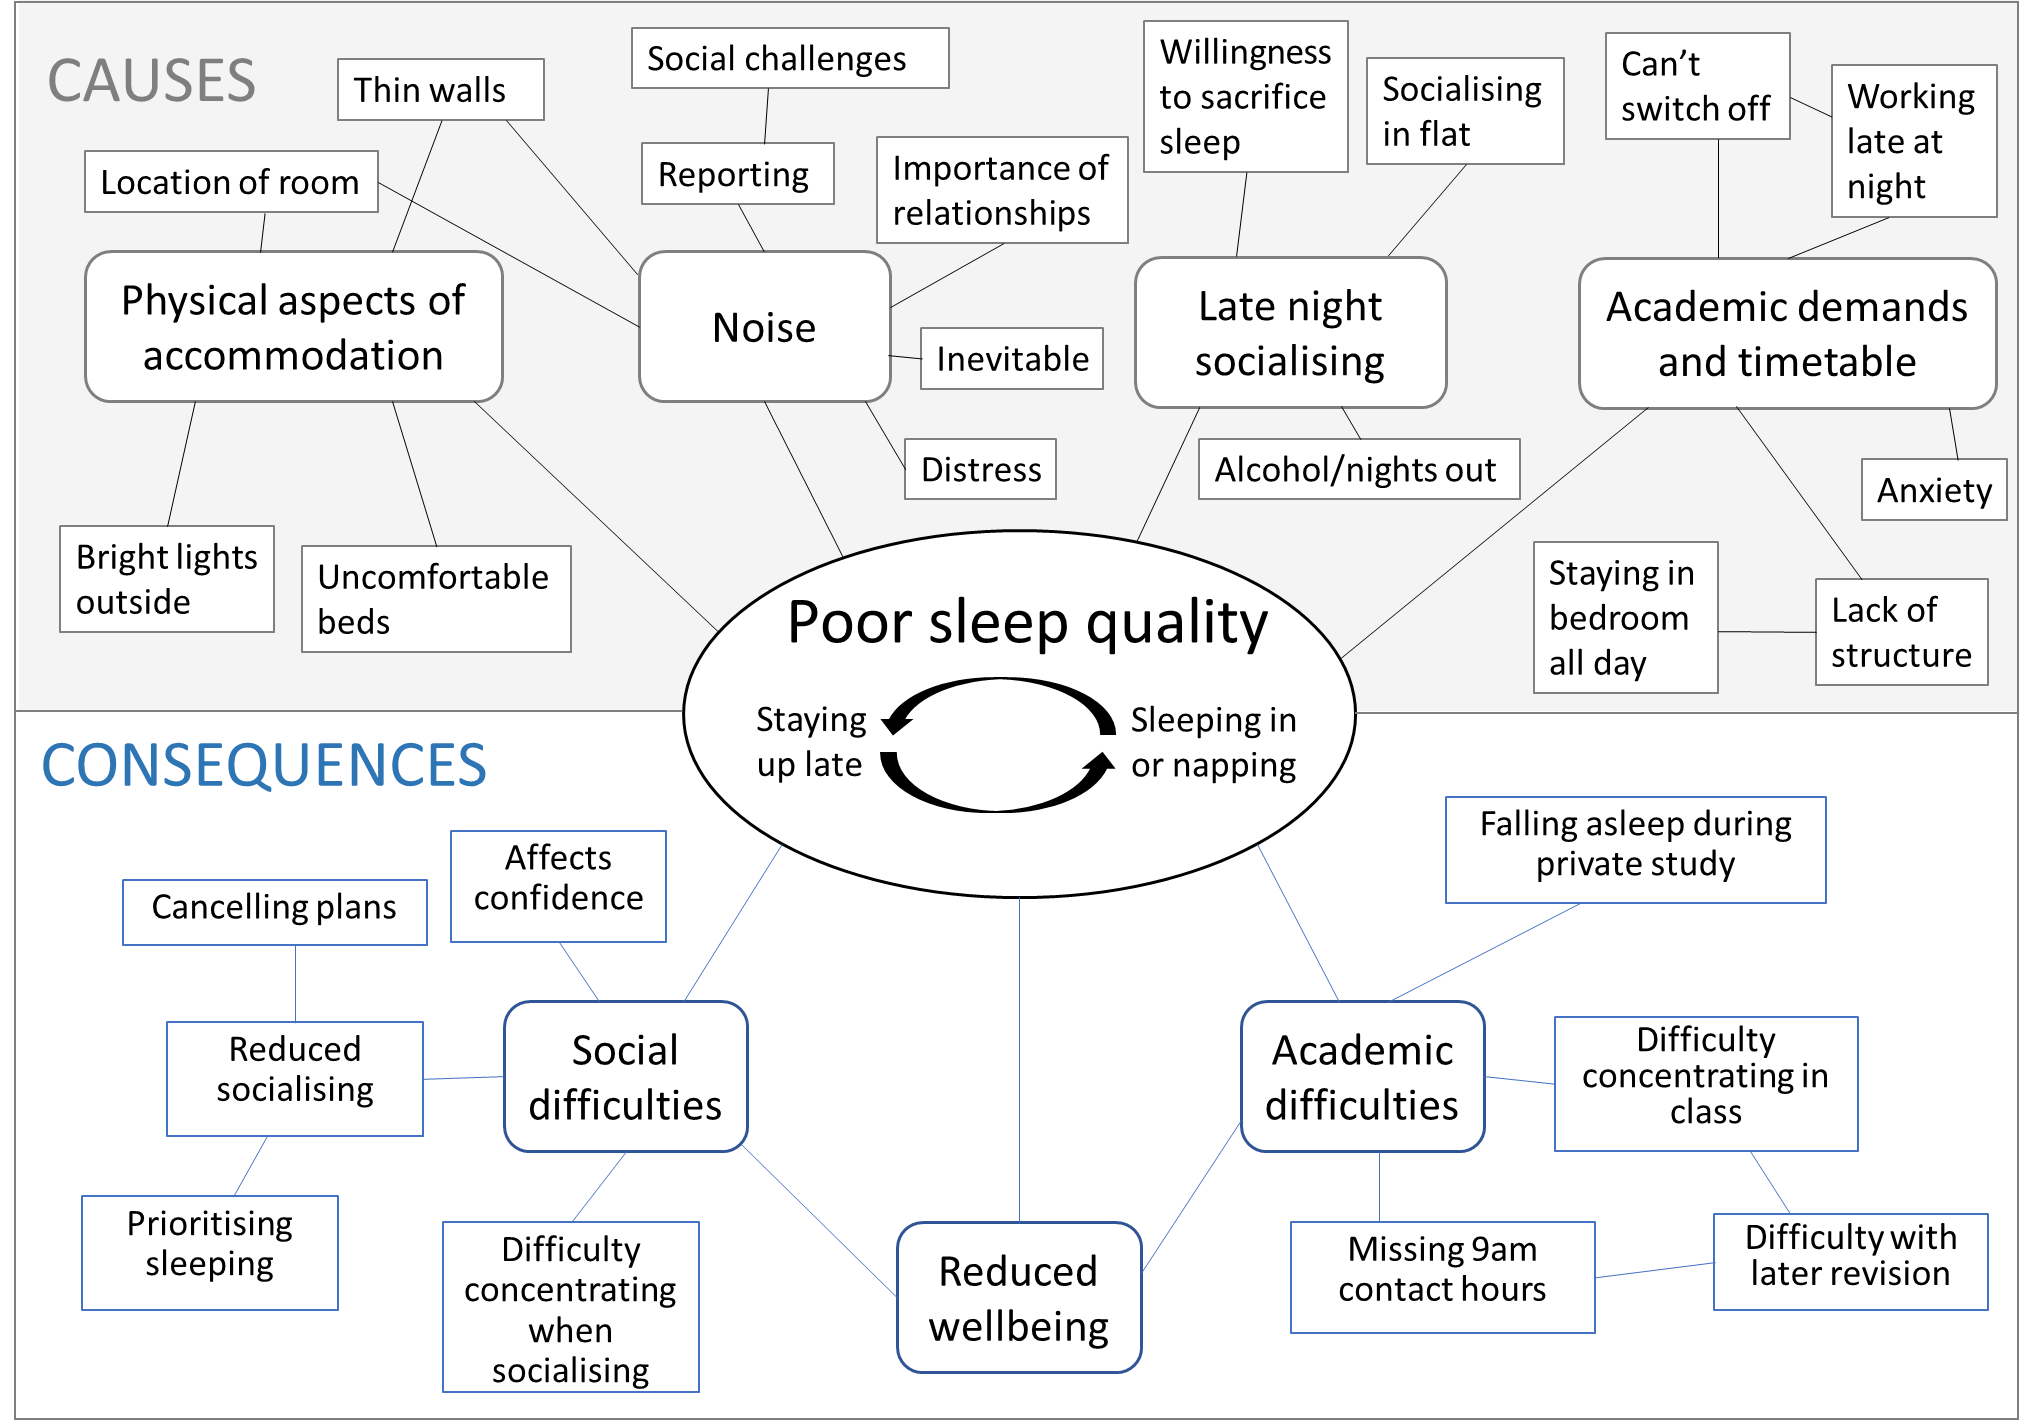 CAUSES
Thin walls
Location of room
Physical aspects of
accommodation
Bright lights
outside
Uncomfortable
beds
Social challenges
Reporting
Importance of
relationships
Noise
Inevitable
Distress
Willingness
to sacrifice
sleep
Socialising
in flat
Late night
socialising
Alcohol/nights out
Can’t
switch off
Working
late at
night
Academic demands
and timetable
Anxiety
Staying in
bedroom
all day
Lack of
structure
Poor sleep quality
Staying
up late
Sleeping in
or napping
CONSEQUENCES
Affects
confidence
Cancelling plans
Reduced
socialising
Prioritising
sleeping
Social
difficulties
Difficulty
concentrating
when
socialising
Reduced
wellbeing
Falling asleep during
private study
Academic
difficulties
Difficulty
concentrating in
class
Missing 9am
contact hours
Difficulty with
later revision